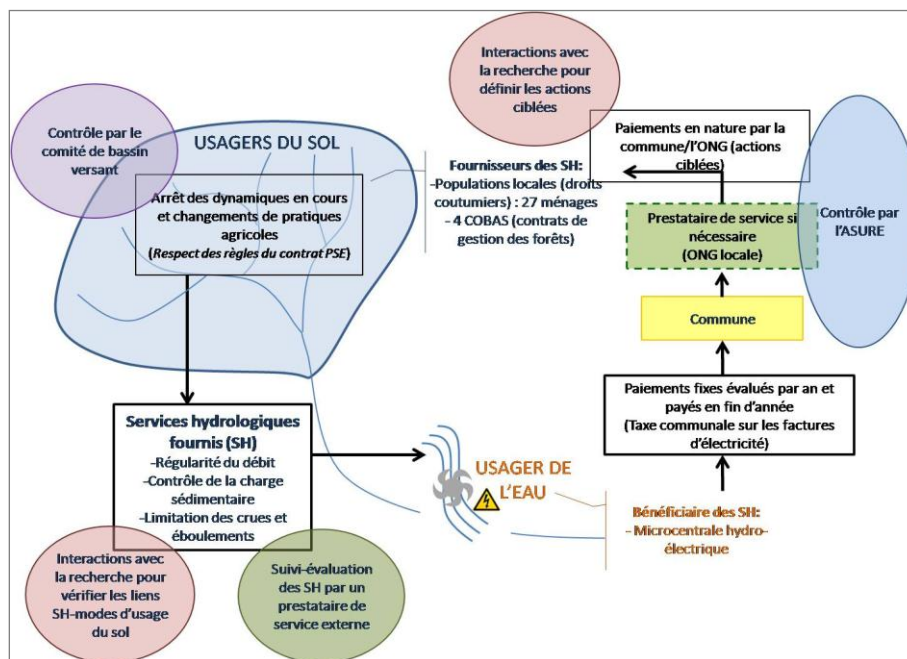 Interactions avec
la recherche pour
définir les actions
ciblées
Contrôle par le
comité de bassin
versant
USAGERS DU SOL
Arrêt des dynamiques en cours
et changements de pratiques
agricoles
(Respect des règles du contrat PSE)
Fournisseurs des SH:
-Populations locales (droits
coutumiers) : 27 ménages
- 4 COBAS (contrats de
gestion des forêts)
Paiements en nature par la
commune/l'ONG (actions
ciblées)
Prestataire de service si
nécessaire
(ONG locale)
Contrôle par
l'ASURE
Commune
Paiements fixes évalués par an et
payés en fin d'année
(Taxe communale sur les factures
d'électricité)
Services hydrologiques
fournis (SH)
-Régularité du débit
-Contrôle de la charge
sédimentaire
-Limitation des crues et
éboulements
USAGER DE
L'EAU
Bénéficiaire des SH:
- Microcentrale hydro-
électrique
Interactions avec
la recherche pour
vérifier les liens
SH-modes d'usage
du sol
Suivi-évaluation
des SH par un
prestataire de
service externe